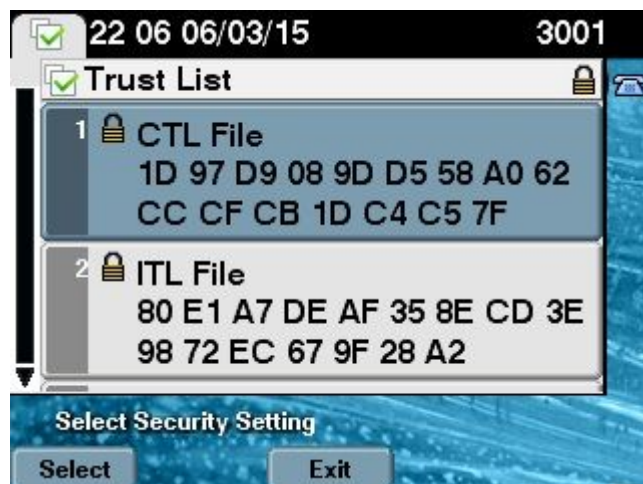 22 06 06/03/15 3001
Trust List
1 CTL File
1D 97 D9 08 9D D5 58 A0 62
CC CF CB 1D C4 C5 7F
2 ITL File
80 E1 A7 DE AF 35 8E CD 3E
98 72 EC 67 9F 28 A2
Select Security Setting
Select Exit